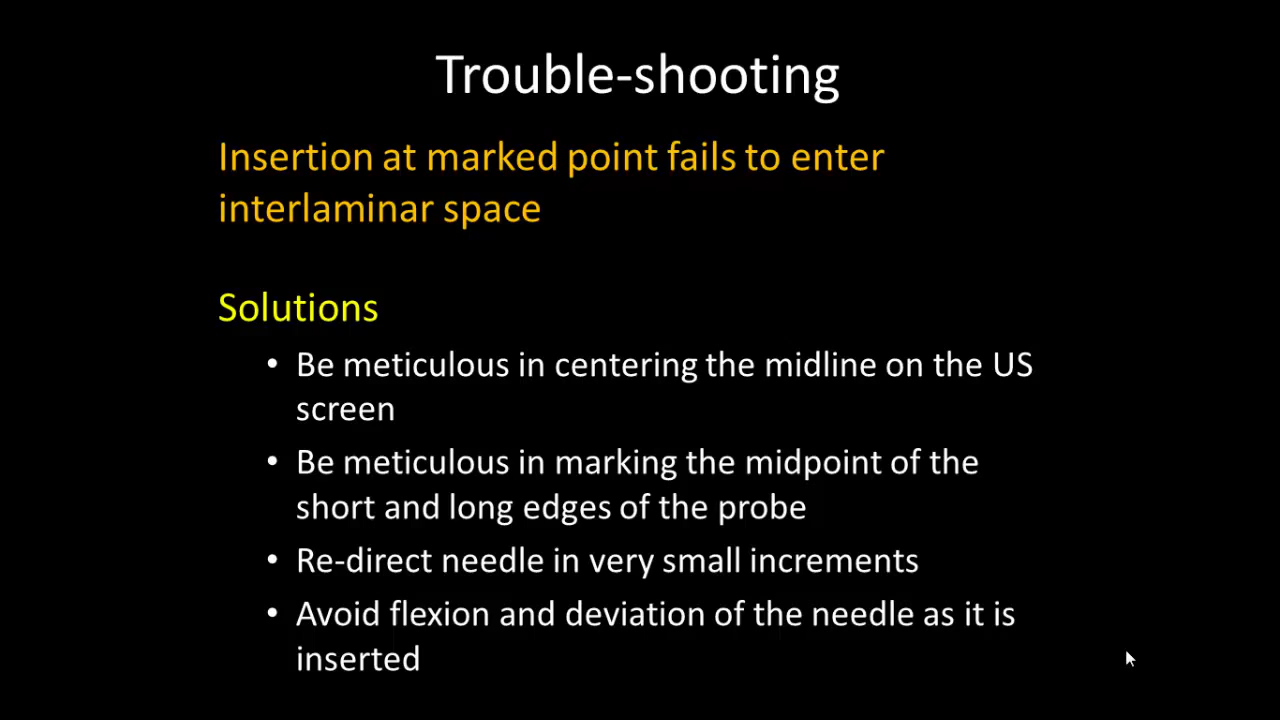 Trouble-shooting
Insertion at marked point fails to enter
interlaminar space
Solutions
• Be meticulous in centering the midline on the US
screen
• Be meticulous in marking the midpoint of the
short and long edges of the probe
• Re-direct needle in very small increments
• Avoid flexion and deviation of the needle as it is
inserted